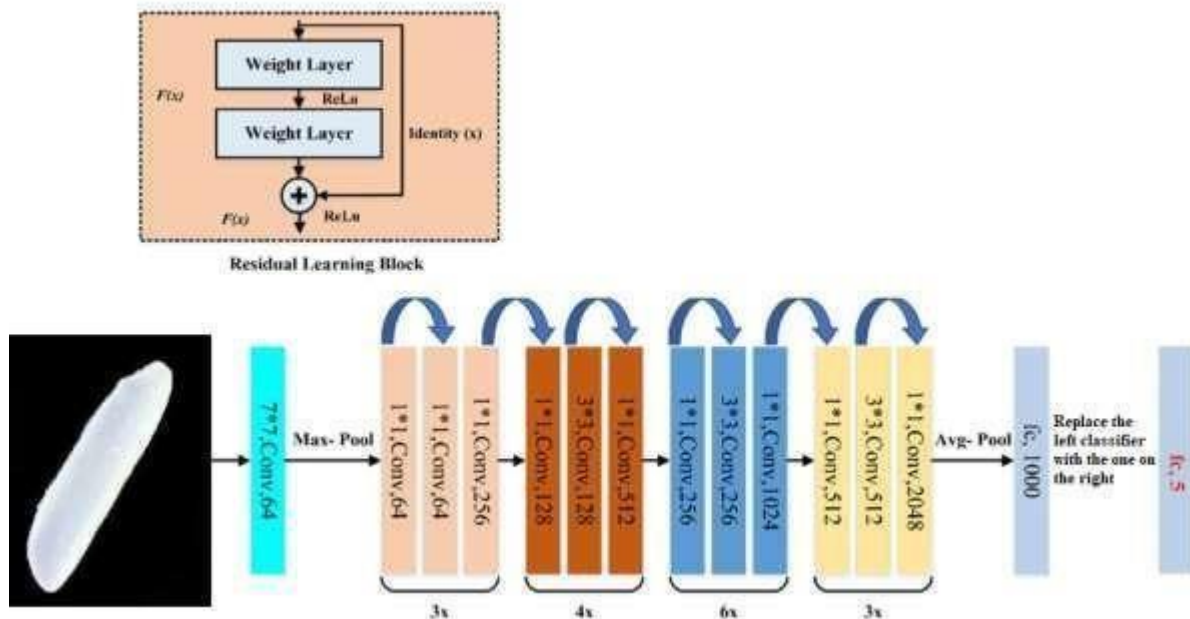 Weight Layer
F(x)
ReLu
Weight Layer
Identity (x)
F(x)
ReLu
Residual Learning Block
7*7,Conv,64
Max- Pool
1*1,Conv,64
1*1,Conv,64
1*1,Conv,256
3x
1*1,Conv,128
3*3,Conv,128
1*1,Conv,512
4x
1*1,Conv,256
3*3,Conv,256
1*1,Conv,1024
6x
1*1,Conv,512
3*3,Conv,512
1*1,Conv,2048
3x
Avg- Pool
fc, 1000
Replace the
left classifier
with the one on
the right
fc, 5